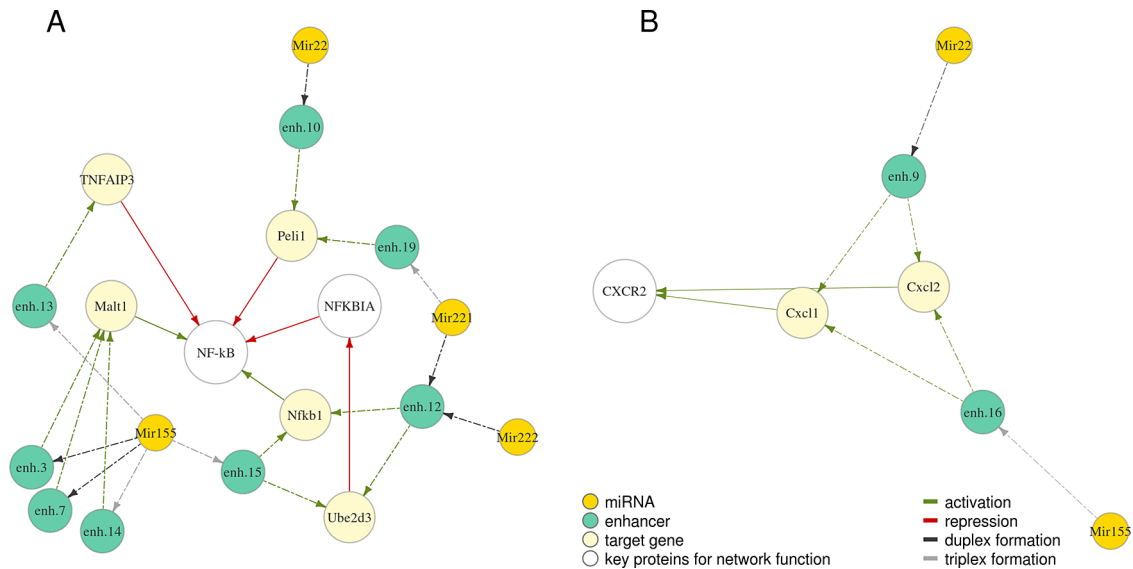 A
B
Mir22
Mir22
enh.10
TNFAIP3
enh.9
Peli1
enh.19
CXCR2
Cxcl2
enh.13
Malt1
NFKBIA
Mir221
Cxcl1
NF-kB
Nfkb1
enh.12
enh.16
Mir155
Mir222
enh.3
enh.15
enh.7
Ube2d3
enh.14
Mir155
miRNA
enhancer
target gene
key proteins for network function
activation
repression
duplex formation
triplex formation